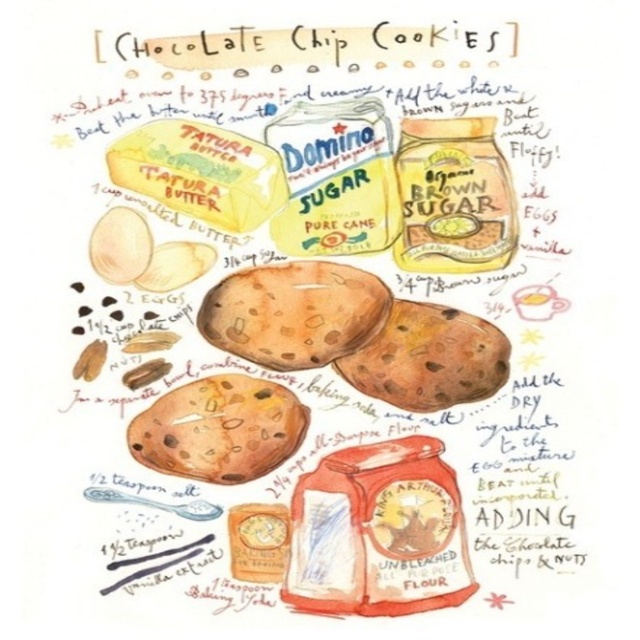 [ CHOCOLATE CHIP COOKIES ]
Preheat oven to 375 degrees F and creamy + Add the white &
Beat the butter until smooth
BROWN sugars and
Beat
until
Fluffy!
add
EGGS
+
vanilla
TATURA
BUTTER
TATURA
BUTTER
1 cup unsalted BUTTER
Domino
SUGAR
PURE CANE
3/4 cup sugar
Organic
BROWN
SUGAR
3/4 cup Brown sugar
2 EGGS
3/4
1 1/2 cup
chocolate chips
NUTS
In a separate bowl, combine FLOUR, baking soda, and salt
Add the
DRY
ingredients
to the
EGG mixture
and
BEAT until
incorporated.
ADDING
the Chocolate
chips & NUTS
2 1/4 cups all-Purpose Flour
1/2 teaspoon salt
KING ARTHUR
UNBLEACHED
ALL PURPOSE
FLOUR
BAKING
1 1/2 teaspoon
vanilla extract
1 teaspoon
Baking